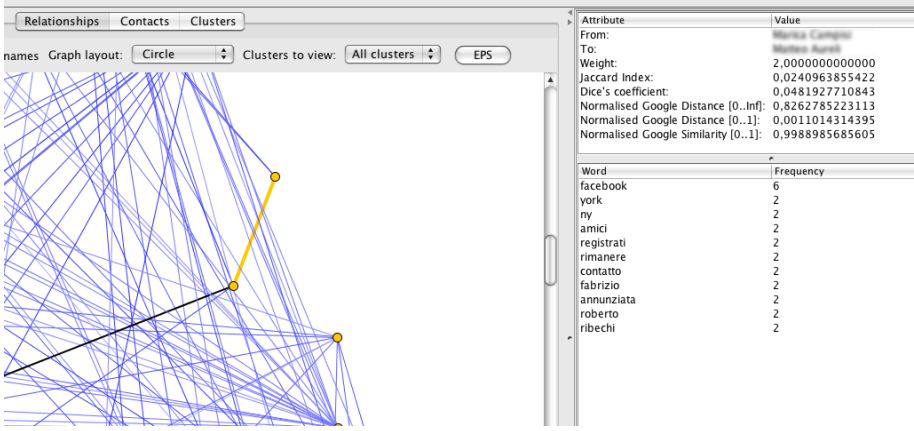 Relationships Contacts Clusters
names Graph layout: Circle Clusters to view: All clusters EPS
Attribute Value
From:
To:
Weight: 2,0000000000000
Jaccard Index: 0,0240963855422
Dice's coefficient: 0,0481927710843
Normalised Google Distance [0..Inf]: 0,8262785223113
Normalised Google Distance [0..1]: 0,0011014314395
Normalised Google Similarity [0..1]: 0,9988985685605
Word Frequency
facebook 6
york 2
ny 2
amici 2
registrati 2
rimanere 2
contatto 2
fabrizio 2
annunziata 2
roberto 2
ribechi 2